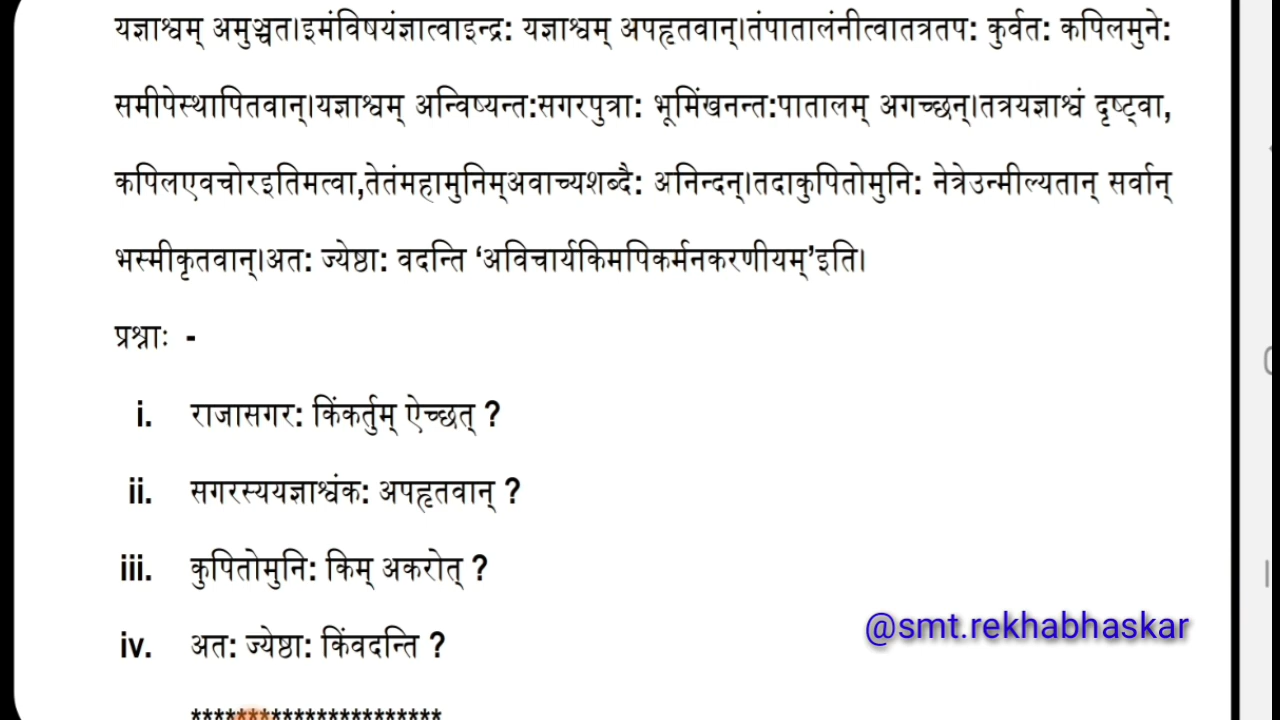 यज्ञाश्वम् अमुञ्चत।इमंविषयंज्ञात्वाइन्द्र: यज्ञाश्वम् अपहृतवान्।तंपातालंनीत्वातत्रतप: कुर्वत: कपिलमुने:
समीपेस्थापितवान्।यज्ञाश्वम् अन्विष्यन्त:सगरपुत्रा: भूमिंखनन्त:पातालम् अगच्छन्।तत्रयज्ञाश्वं दृष्ट्वा,
कपिलएवचोरइतिमत्वा,तेतंमहामुनिम्अवाच्यशब्दै: अनिन्दन्।तदाकुपितोमुनि: नेत्रेउन्मील्यतान् सर्वान्
भस्मीकृतवान्।अत: ज्येष्ठा: वदन्ति ‘अविचार्यकिमपिकर्मनकरणीयम्’इति।
प्रश्नाः -
i. राजासगर: किंकर्तुम् ऐच्छत् ?
ii. सगरस्ययज्ञाश्वंक: अपहृतवान् ?
iii. कुपितोमुनि: किम् अकरोत् ?
iv. अत: ज्येष्ठा: किंवदन्ति ?
@smt.rekhabhaskar
**********************